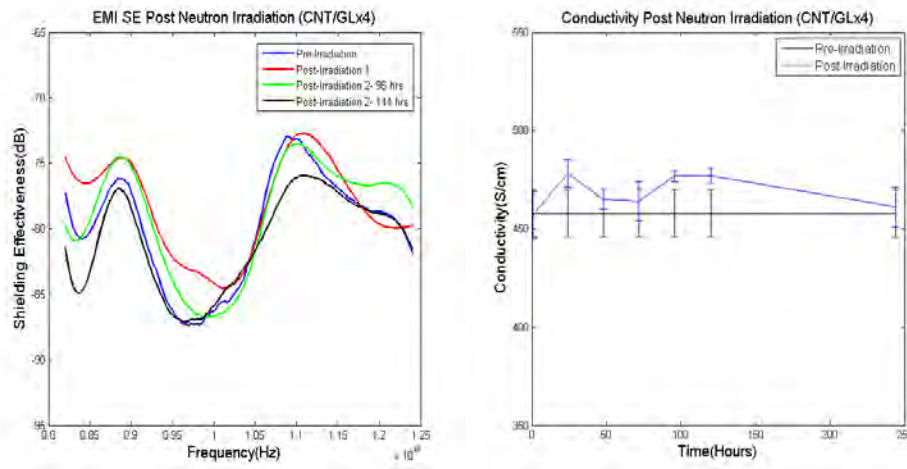 EMI SE Post Neutron Irradiation (CNT/GLx4)
-65
-70
-75
-80
-85
-90
-95
Shielding Effectiveness(dB)
Pre-Irradiation
Post-Irradiation 1
Post-Irradiation 2- 96 hrs
Post-Irradiation 2- 144 hrs
0.8 0.85 0.9 0.95 1 1.05 1.1 1.15 1.2 1.25
Frequency(Hz)
Conductivity Post Neutron Irradiation (CNT/GLx4)
500
450
400
350
Conductivity(S/cm)
Pre-Irradiation
Post-Irradiation
0 50 100 150 200 250
Time(Hours)